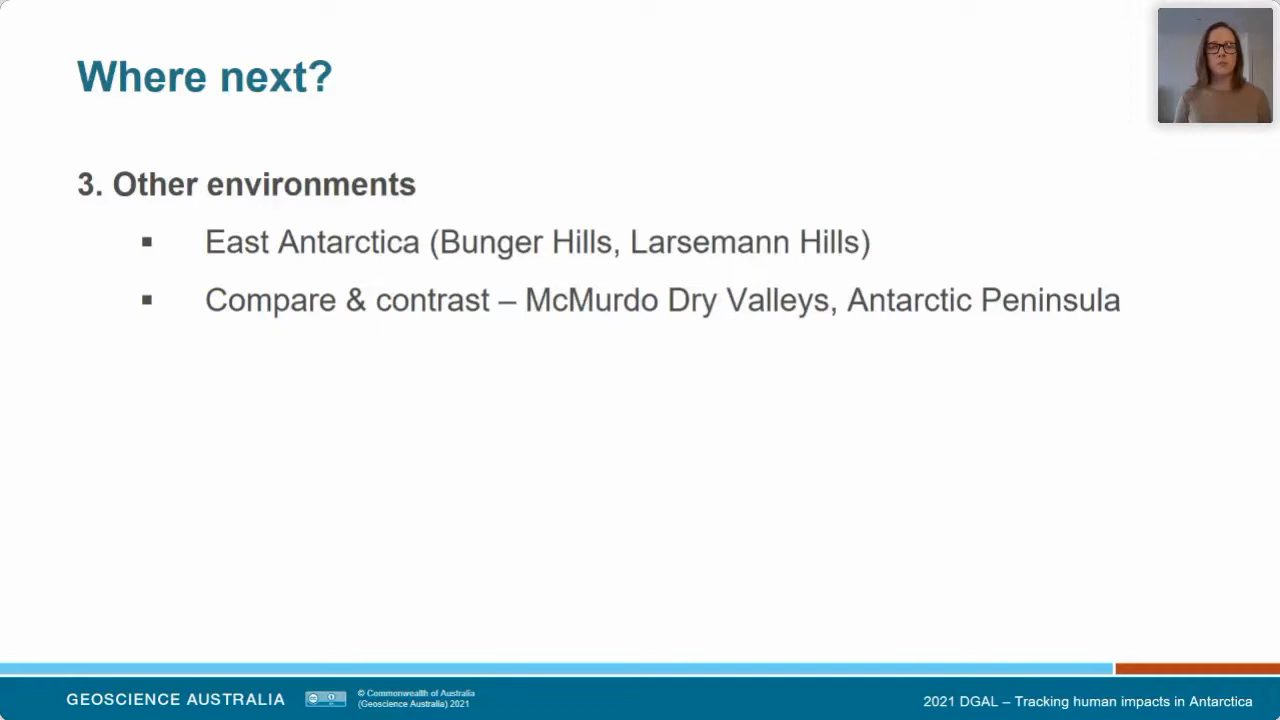 Where next?
3. Other environments
▪ East Antarctica (Bunger Hills, Larsemann Hills)
▪ Compare & contrast – McMurdo Dry Valleys, Antarctic Peninsula
GEOSCIENCE AUSTRALIA
© Commonwealth of Australia
(Geoscience Australia) 2021
2021 DGAL – Tracking human impacts in Antarctica